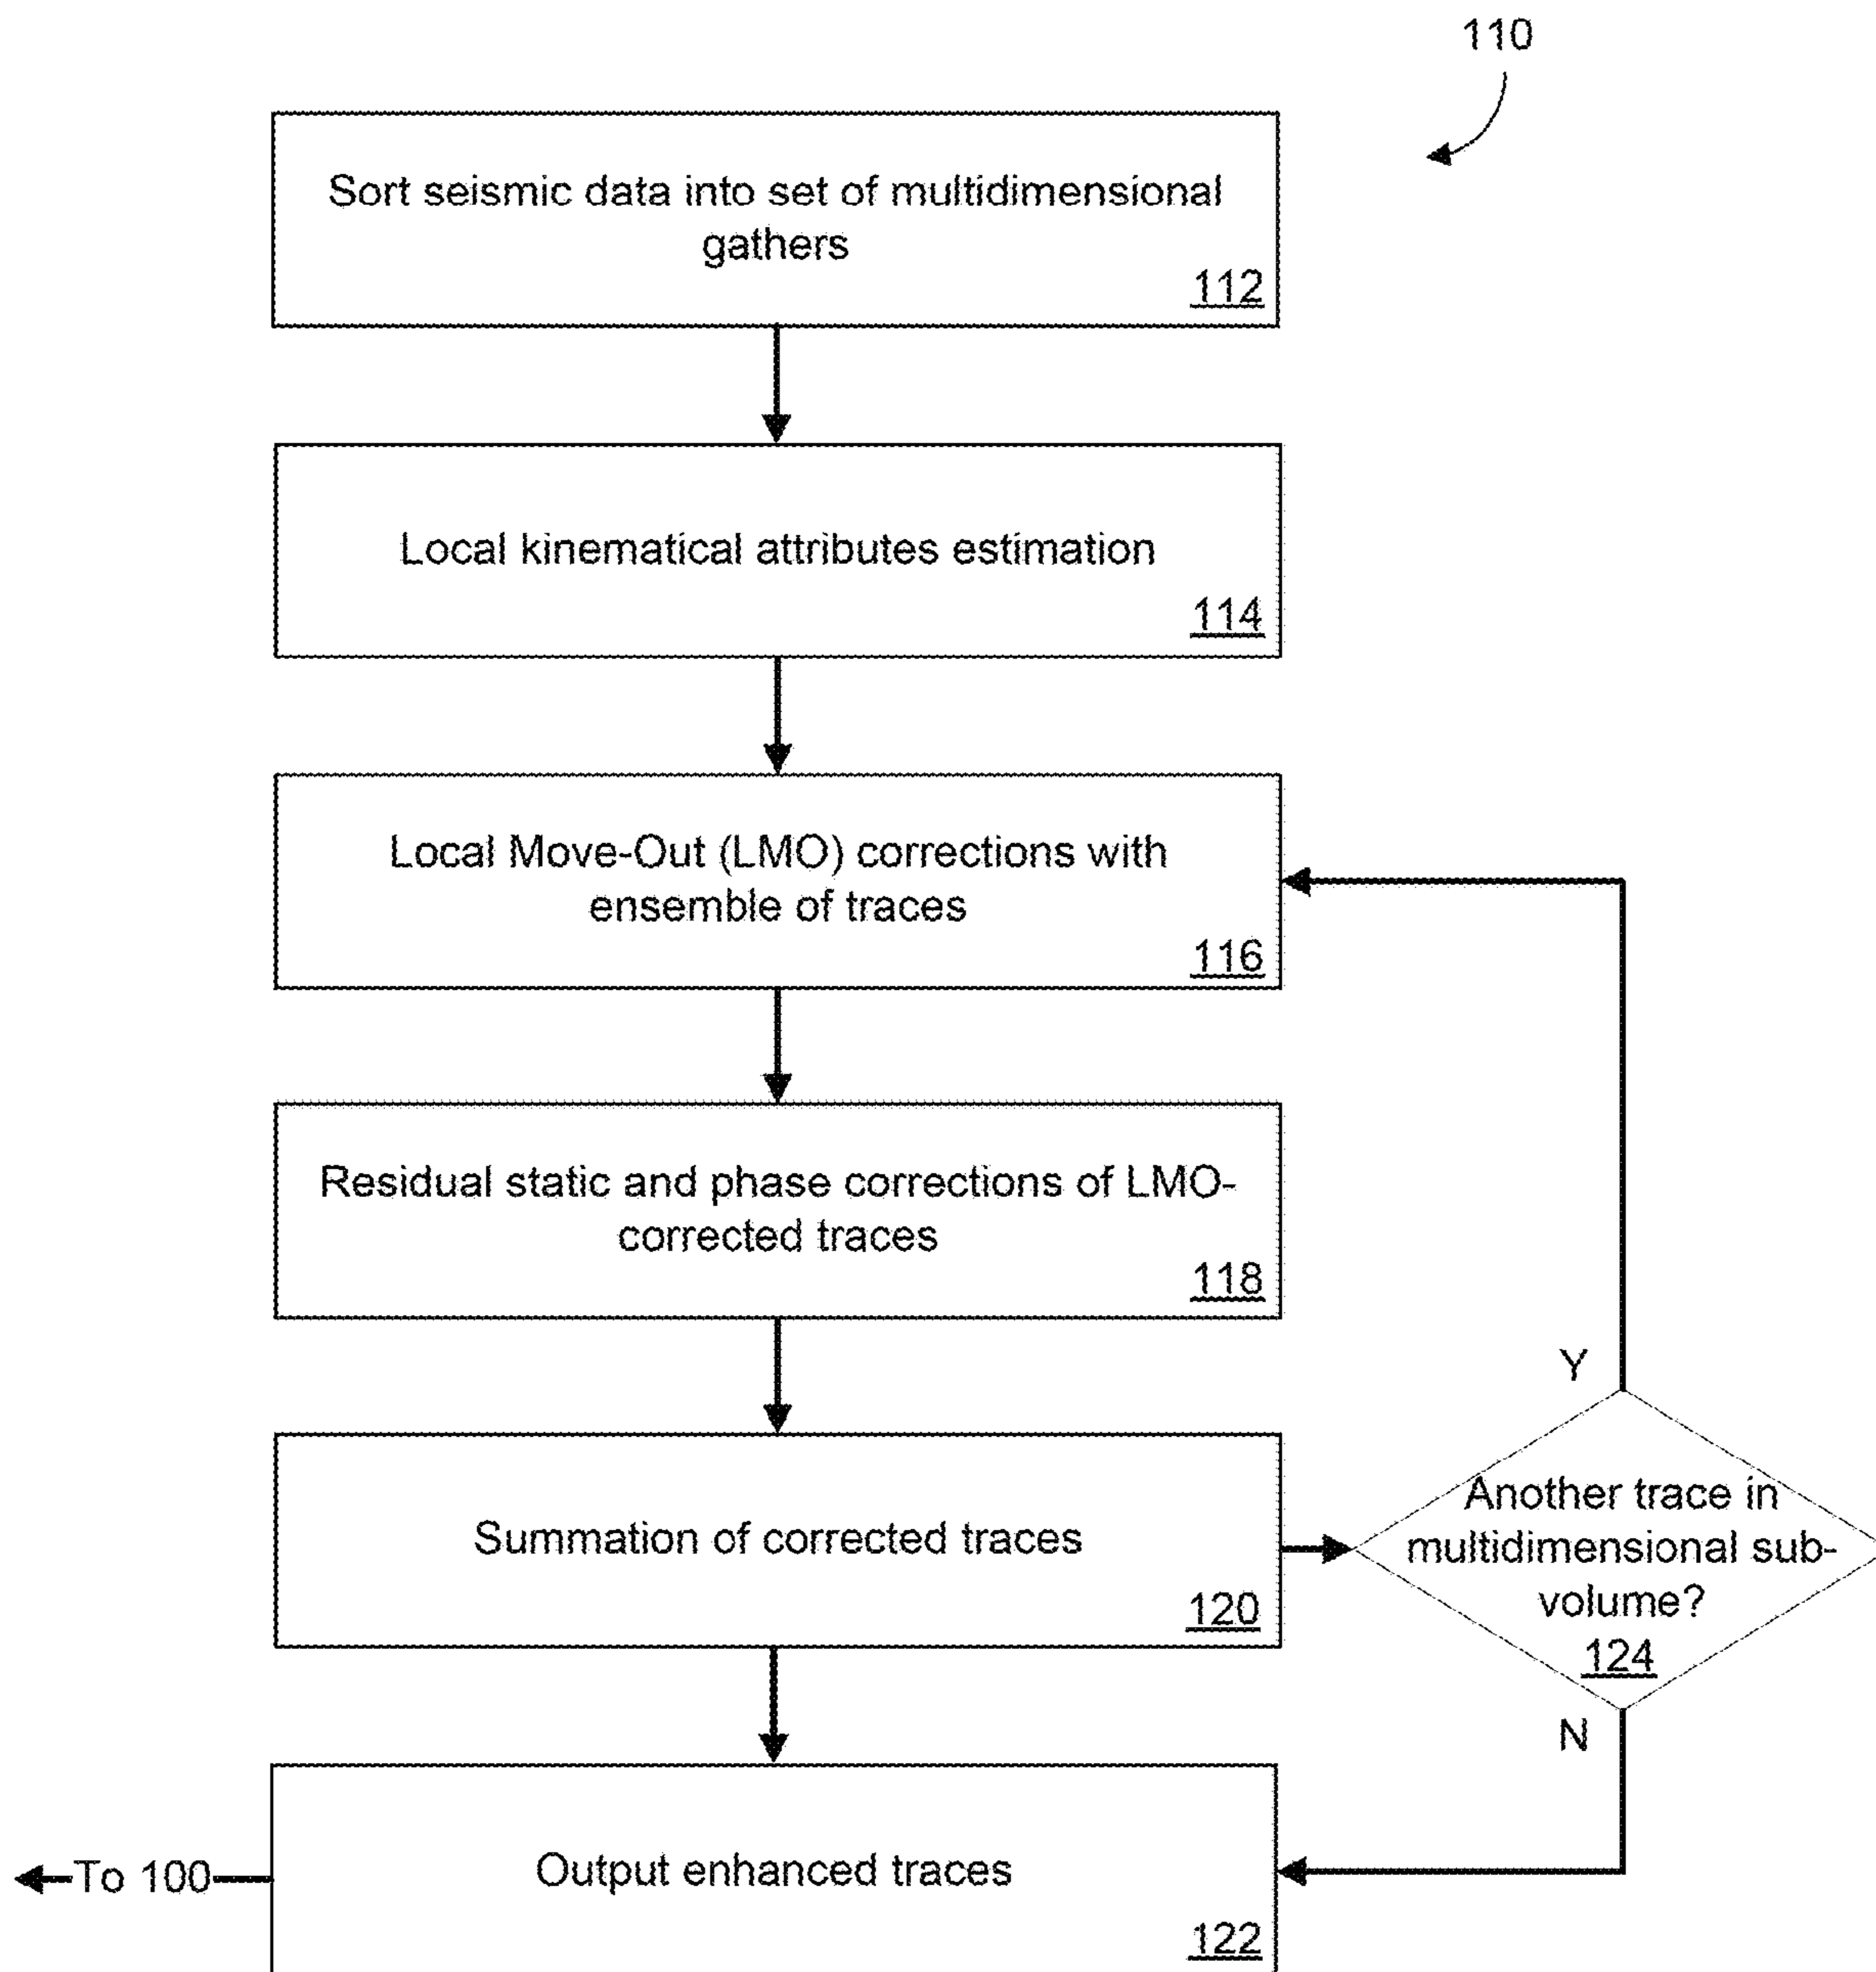 110
Sort seismic data into set of multidimensional
gathers
112
Local kinematical attributes estimation
114
Local Move-Out (LMO) corrections with
ensemble of traces
116
Residual static and phase corrections of LMO-
corrected traces
118
Summation of corrected traces
120
Y
Another trace in
multidimensional sub-
volume?
124
N
Output enhanced traces
122
To 100